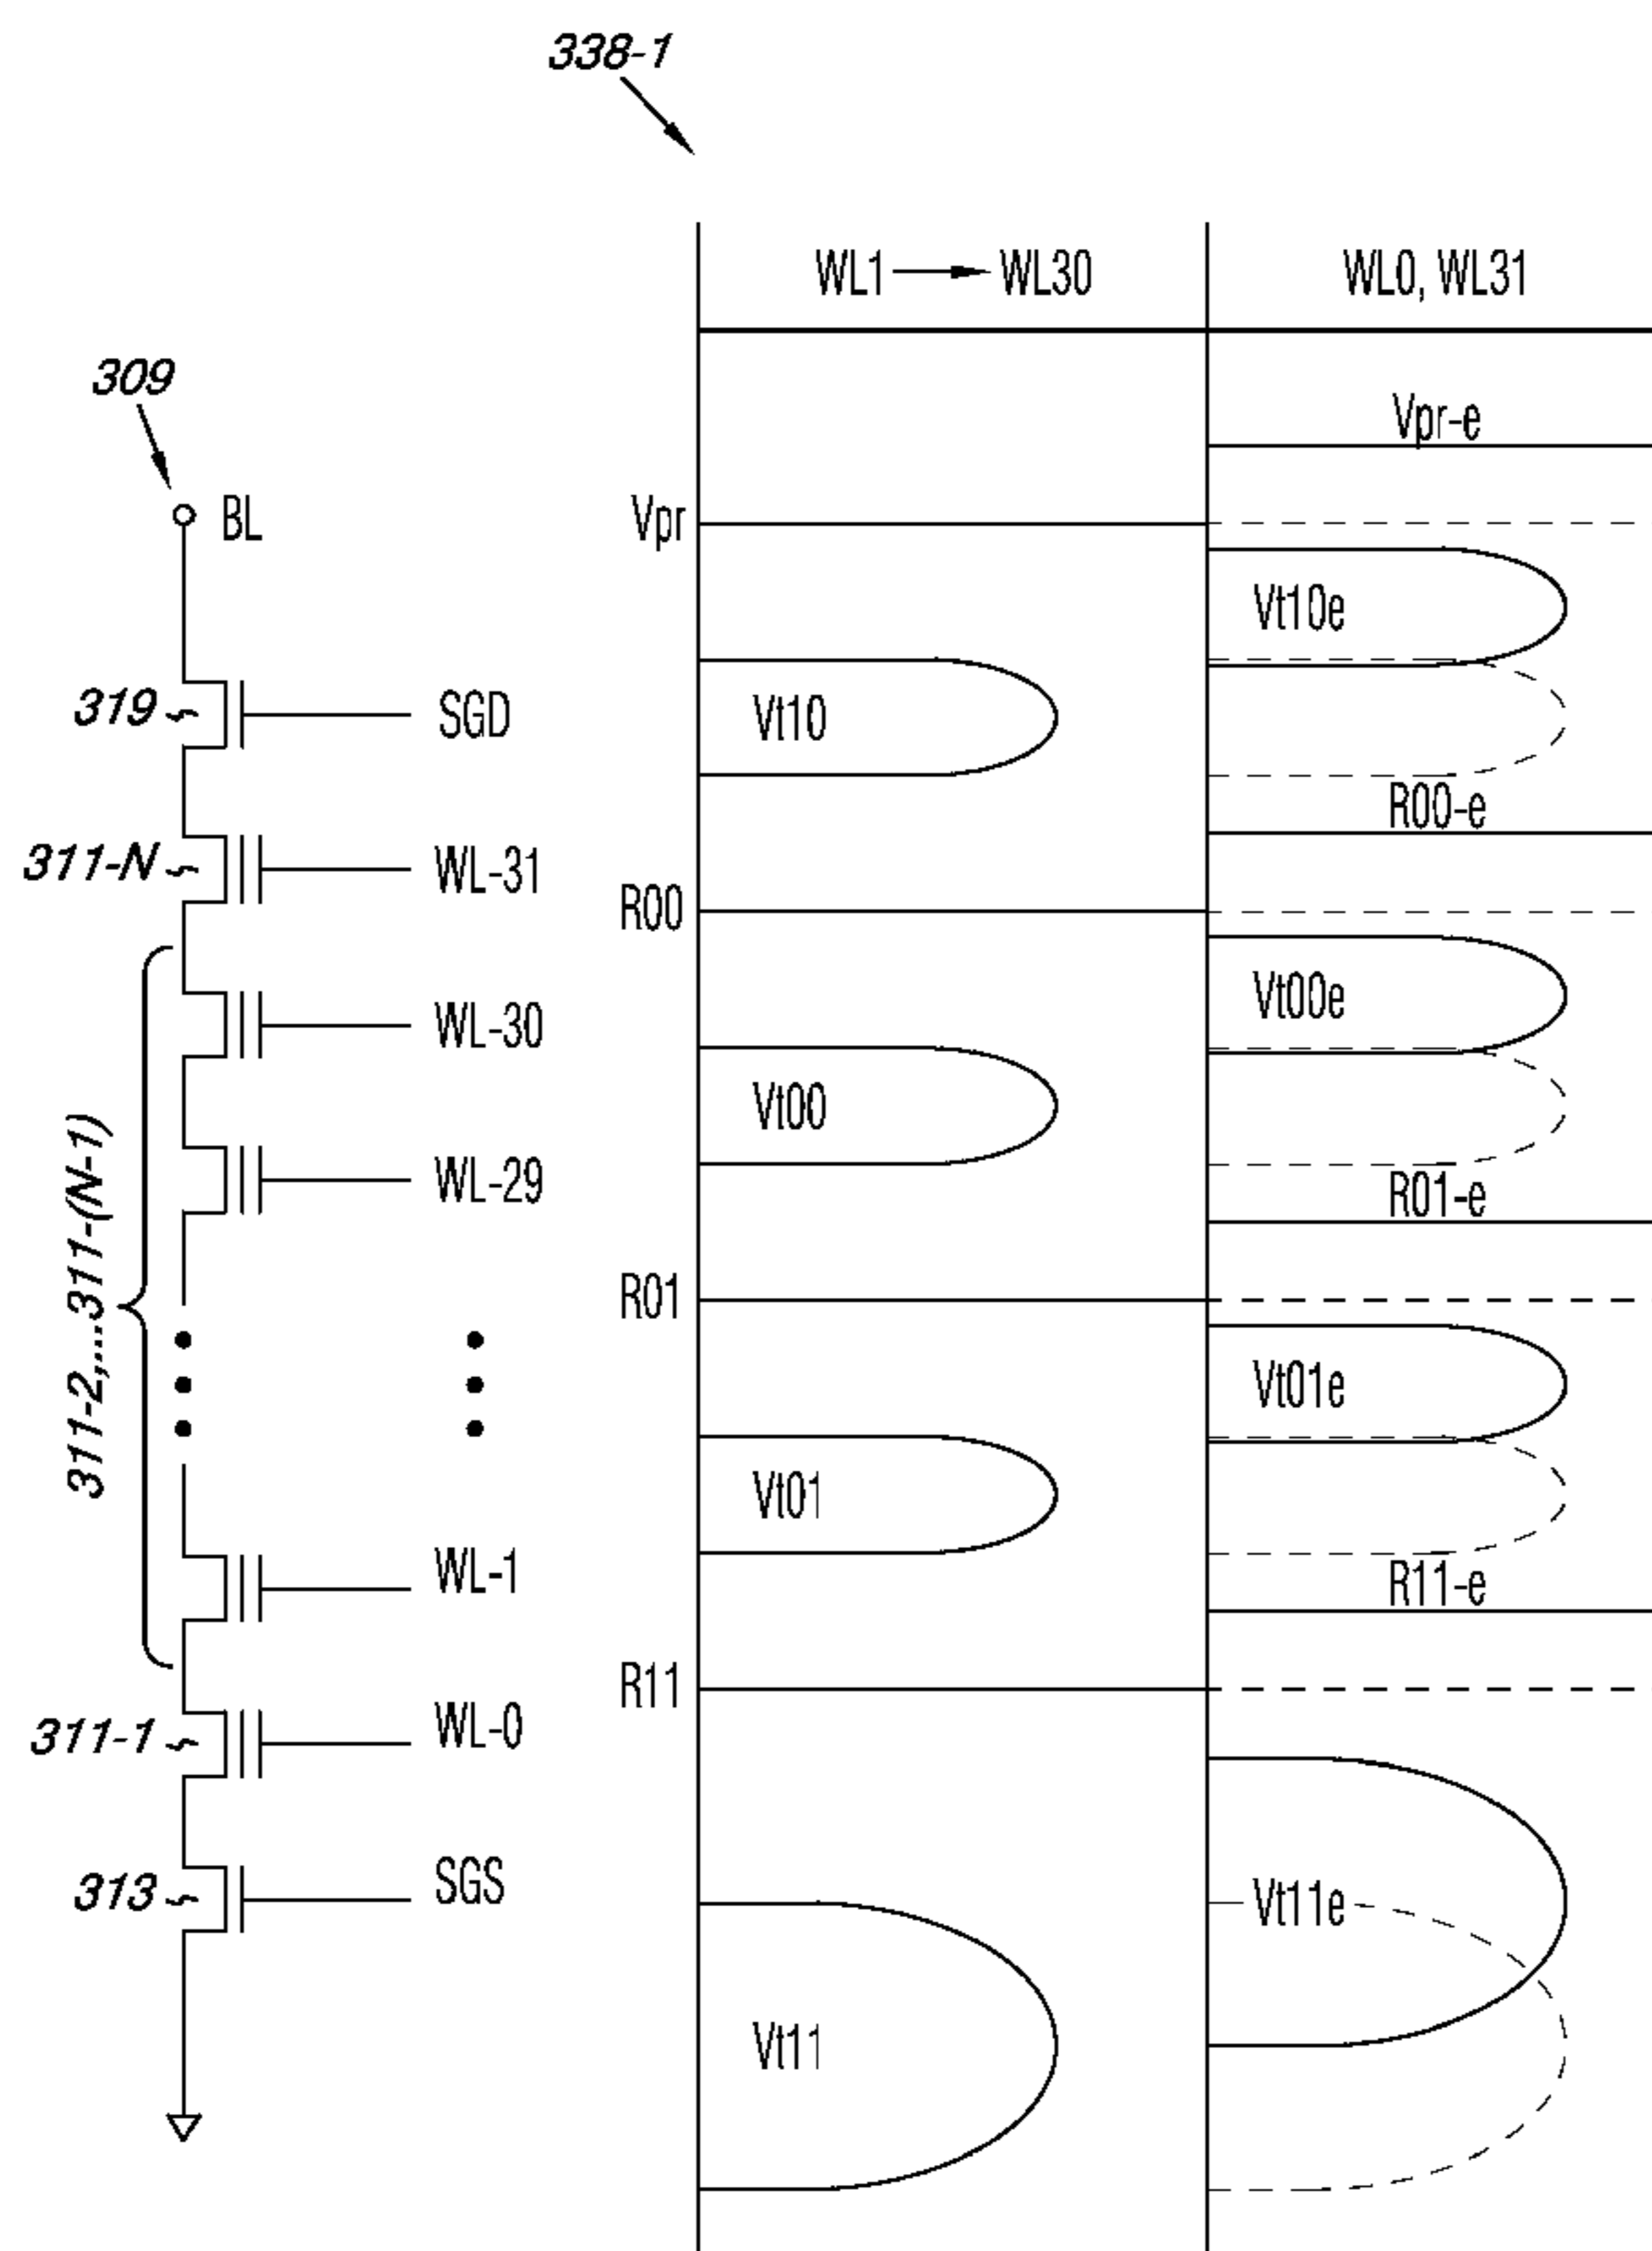 338-1
WL1 WL30
WL0, WL31
309
BL
Vpr-e
Vpr
Vt10e
319
SGD
Vt10
R00-e
311-N
WL-31
R00
Vt00e
WL-30
Vt00
311-2,...311-(N-1)
WL-29
R01-e
R01
Vt01e
Vt01
WL-1
R11-e
R11
311-1
WL-0
313
SGS
Vt11e
Vt11